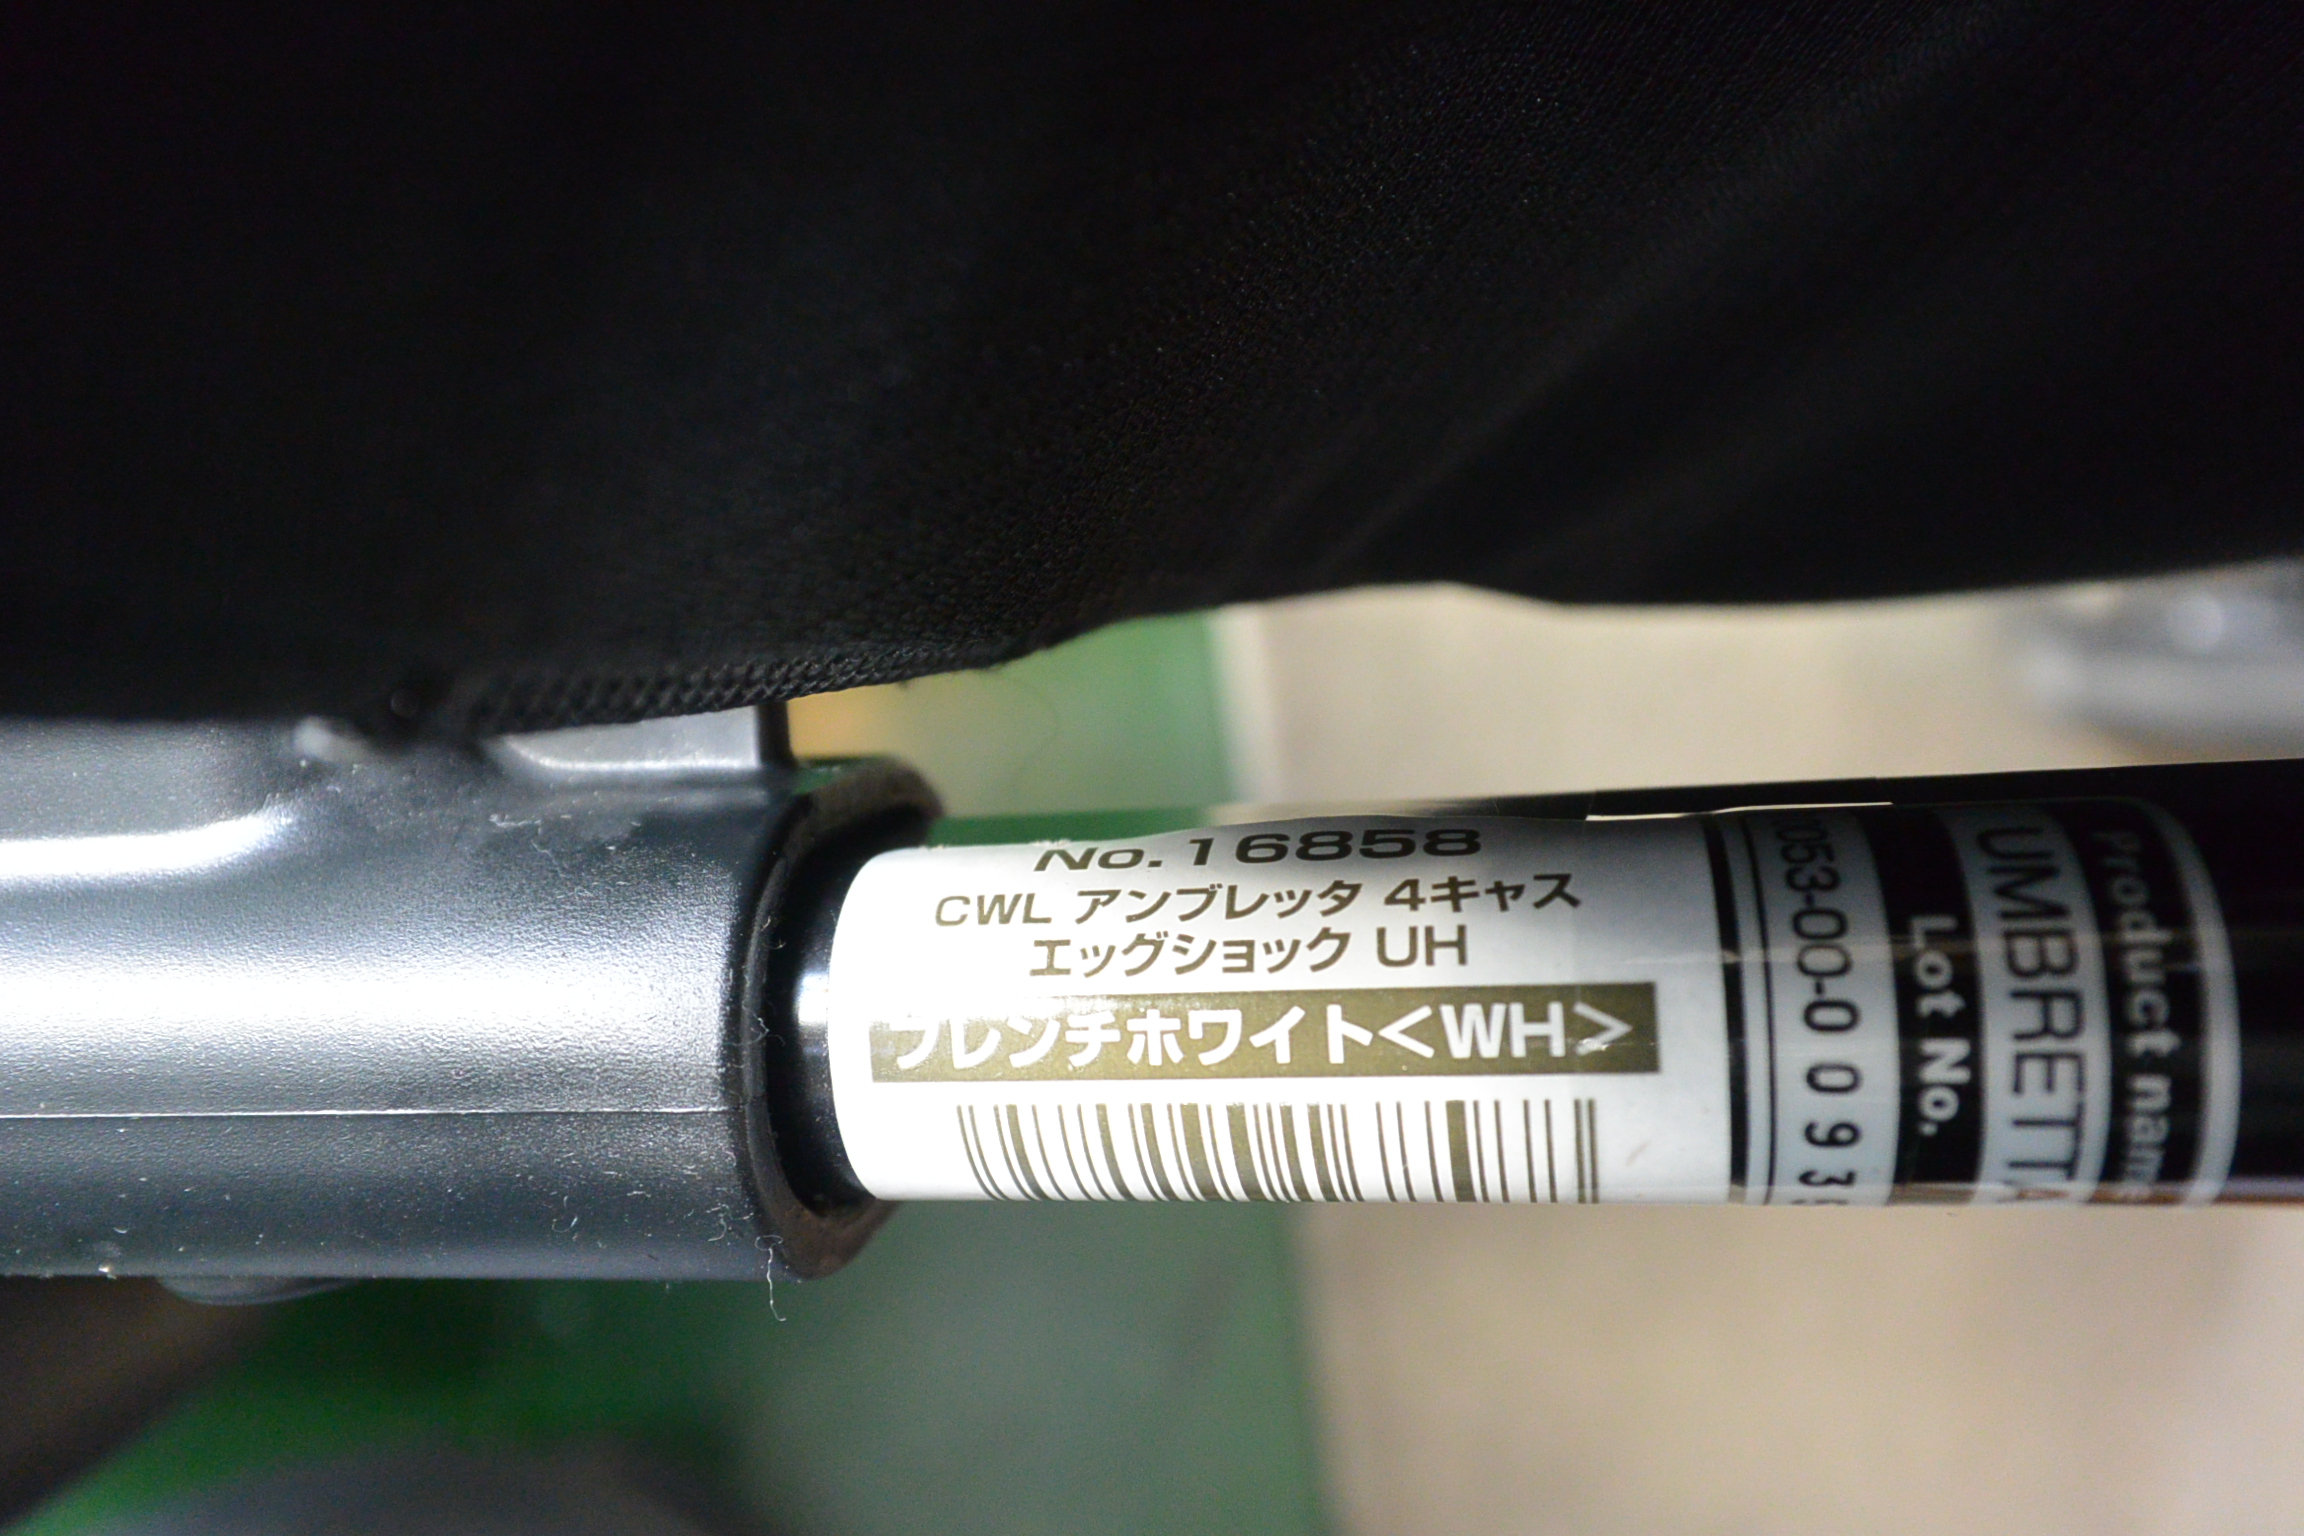 No.16858
CWL アンブレッタ 4キャス
エッグショック UH
フレンチホワイト<WH>
Product name
UMBRETTA
Lot No.
053-00-0 0 9 3